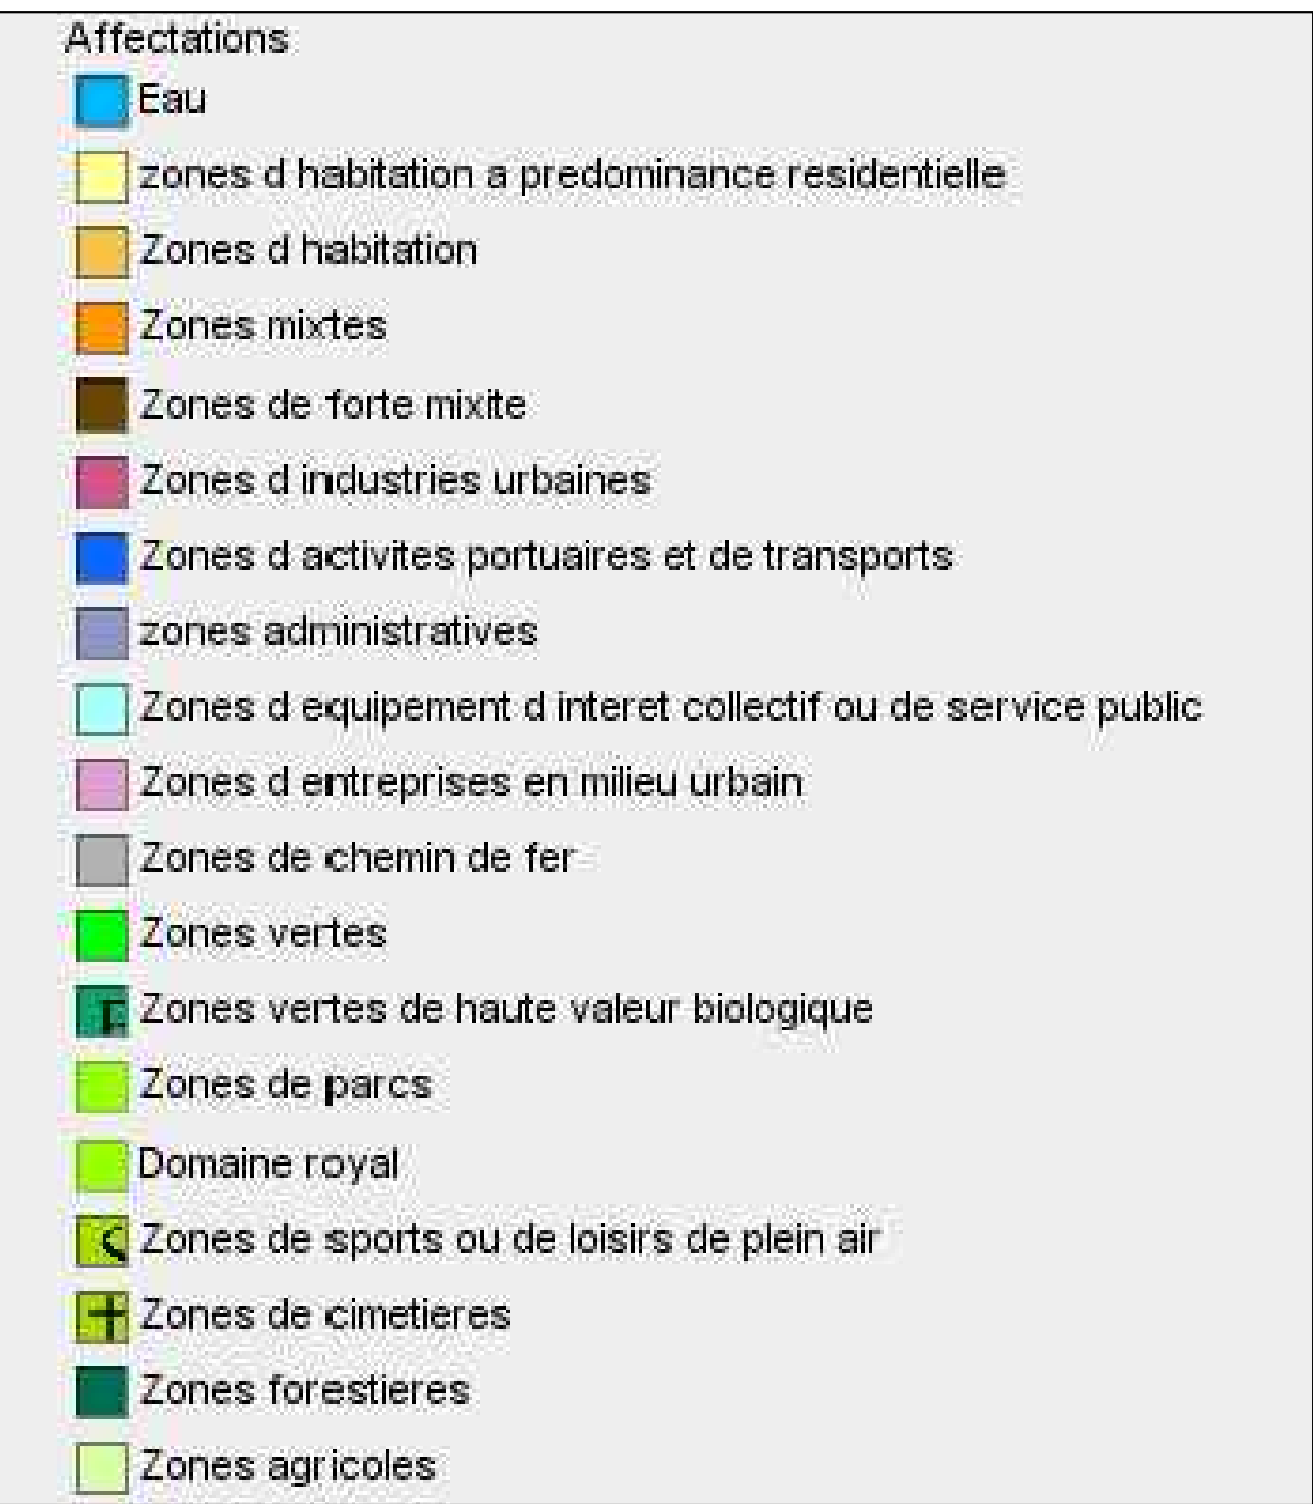 Affectations
Eau
zones d habitation a predominance residentielle
Zones d habitation
Zones mixtes
Zones de forte mixite
Zones d industries urbaines
Zones d activites portuaires et de transports
zones administratives
Zones d equipement d interet collectif ou de service public
Zones d entreprises en milieu urbain
Zones de chemin de fer
Zones vertes
Zones vertes de haute valeur biologique
Zones de parcs
Domaine royal
Zones de sports ou de loisirs de plein air
Zones de cimetieres
Zones forestieres
Zones agricoles